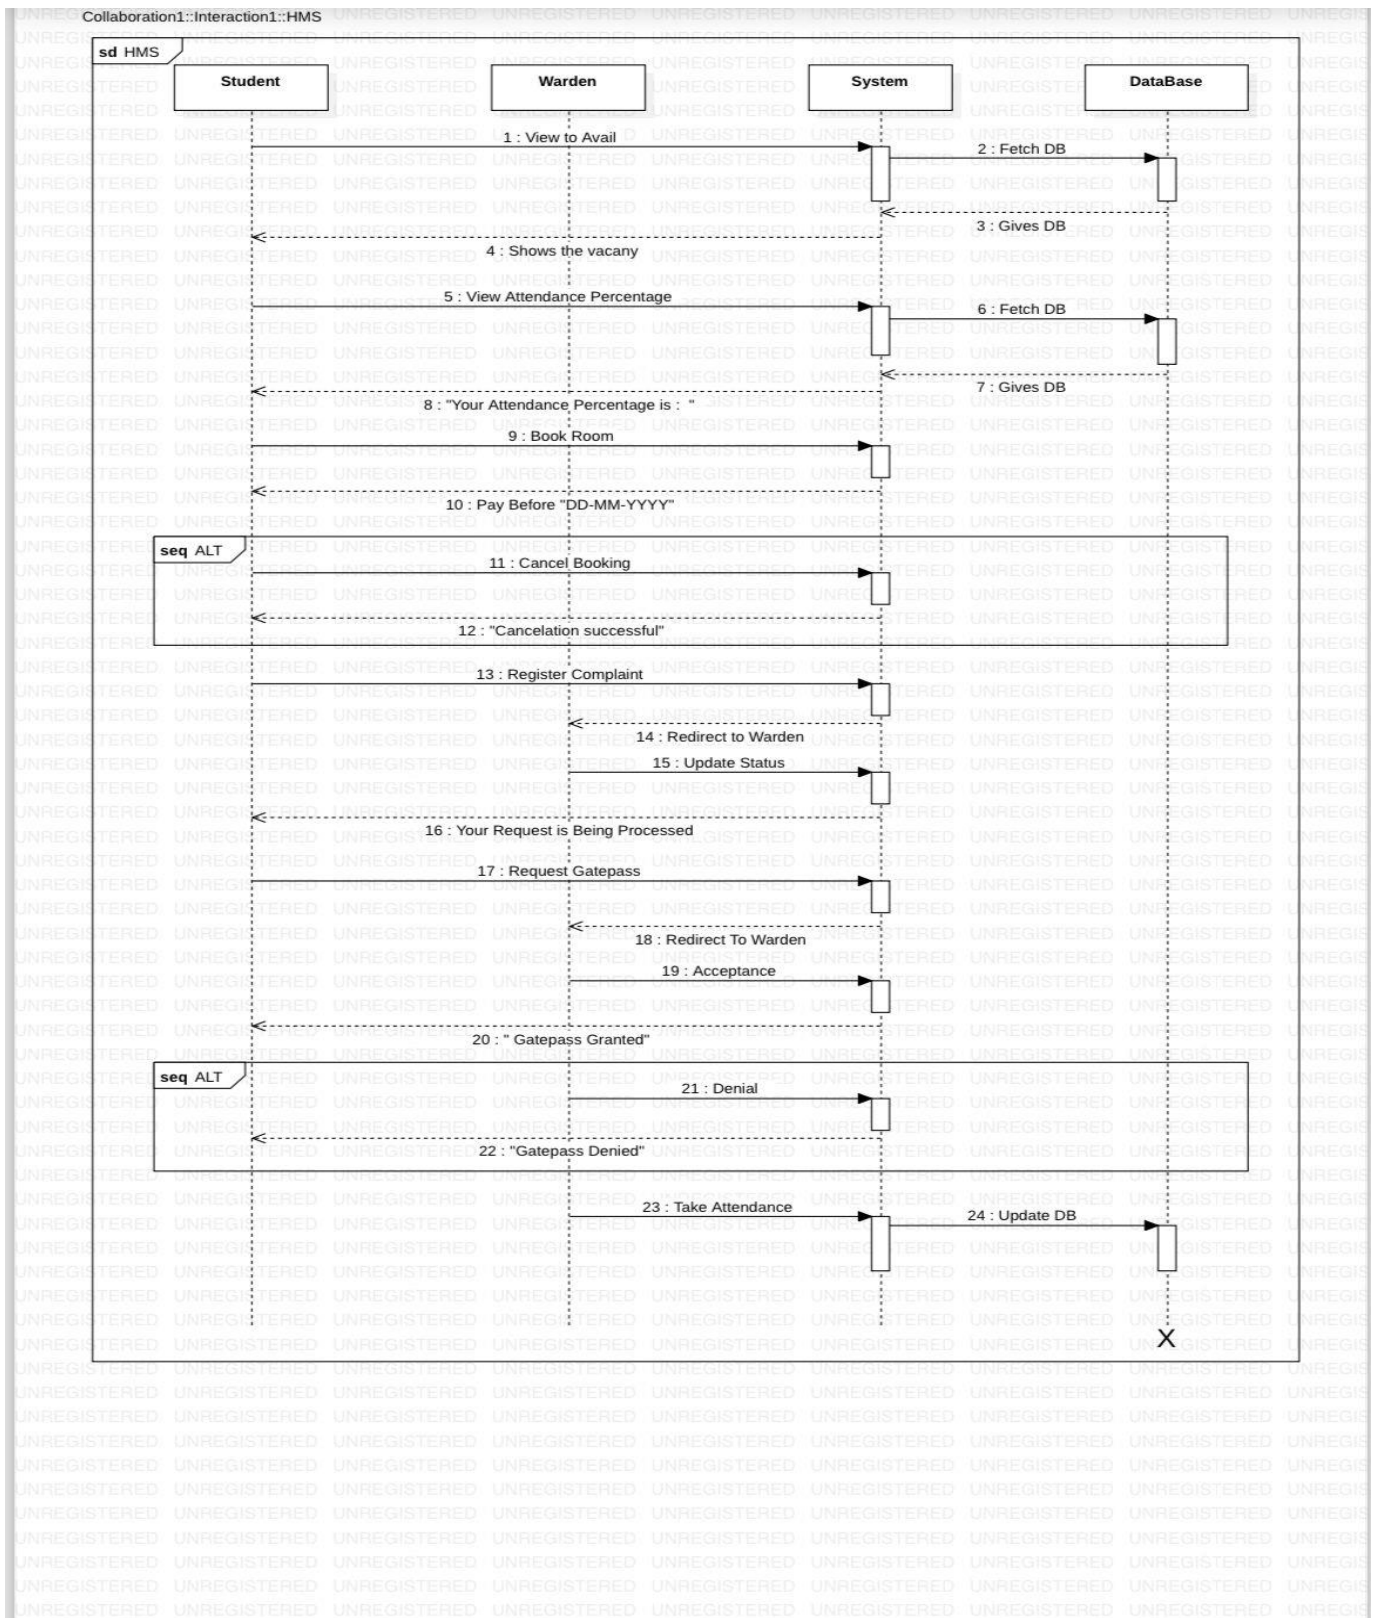 Collaboration1::Interaction1::HMS
sd HMS
Student
Warden
System
DataBase
1 : View to Avail
2 : Fetch DB
3 : Gives DB
4 : Shows the vacany
5 : View Attendance Percentage
6 : Fetch DB
7 : Gives DB
8 : "Your Attendance Percentage is :  "
9 : Book Room
10 : Pay Before "DD-MM-YYYY"
seq ALT
11 : Cancel Booking
12 : "Cancelation successful"
13 : Register Complaint
14 : Redirect to Warden
15 : Update Status
16 : Your Request is Being Processed
17 : Request Gatepass
18 : Redirect To Warden
19 : Acceptance
20 : " Gatepass Granted"
seq ALT
21 : Denial
22 : "Gatepass Denied"
23 : Take Attendance
24 : Update DB
X
UNREGISTERED